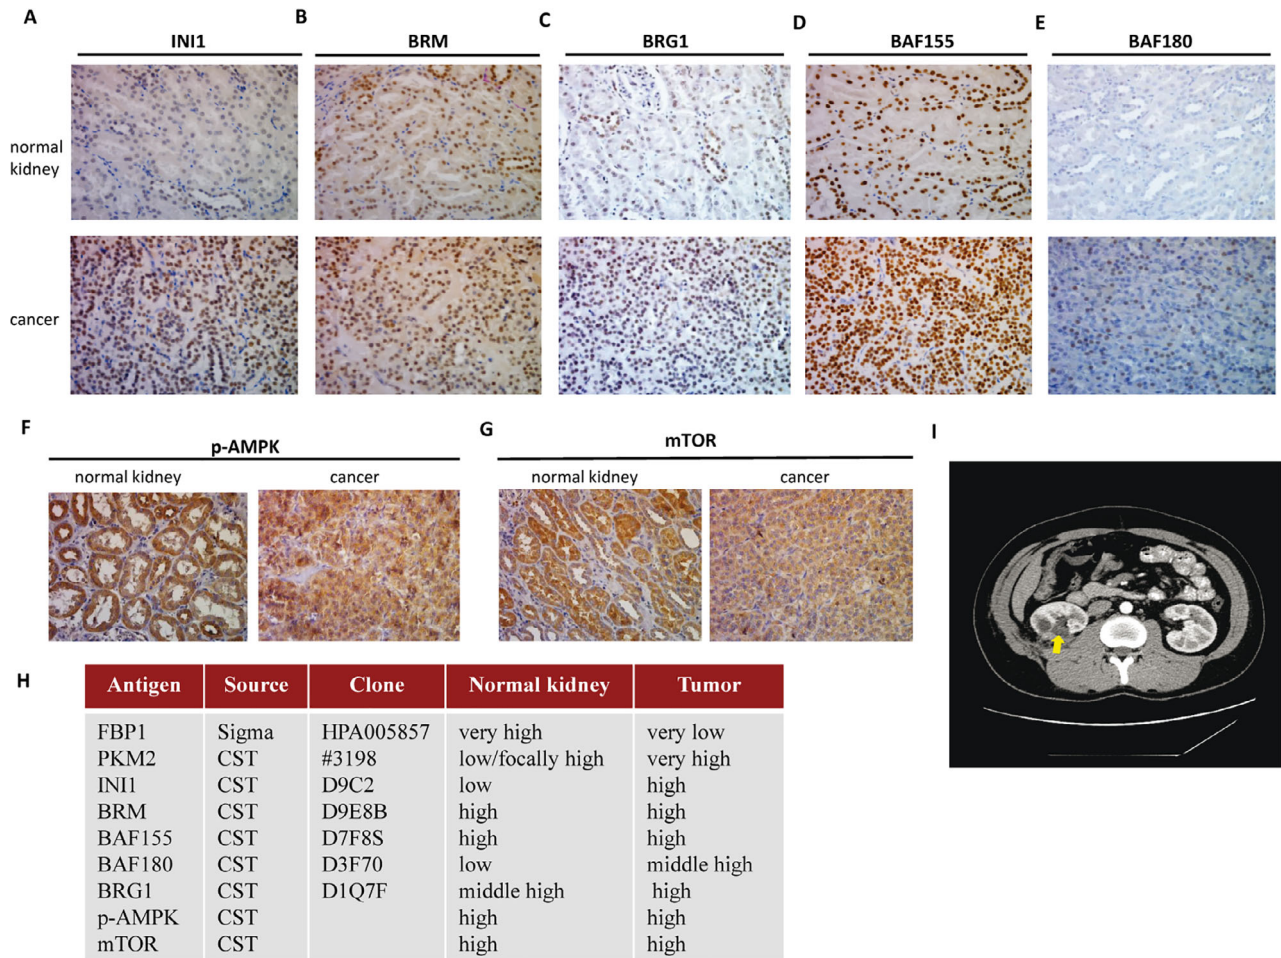 A
INI1
B
BRM
C
BRG1
D
BAF155
E
BAF180
normal
kidney
cancer
F
p-AMPK
normal kidney
cancer
G
mTOR
normal kidney
cancer
I
H
Antigen Source Clone Normal kidney Tumor
FBP1 Sigma HPA005857 very high very low
PKM2 CST #3198 low/focally high very high
INI1 CST D9C2 low high
BRM CST D9E8B high high
BAF155 CST D7F8S high high
BAF180 CST D3F70 low middle high
BRG1 CST D1Q7F middle high high
p-AMPK CST high high
mTOR CST high high